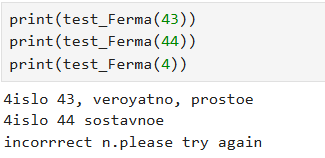 print(test_Ferma(43))
print(test_Ferma(44))
print(test_Ferma(4))
4islo 43, veroyatno, prostoe
4islo 44 sostavnoe
incorrrect n.please try again